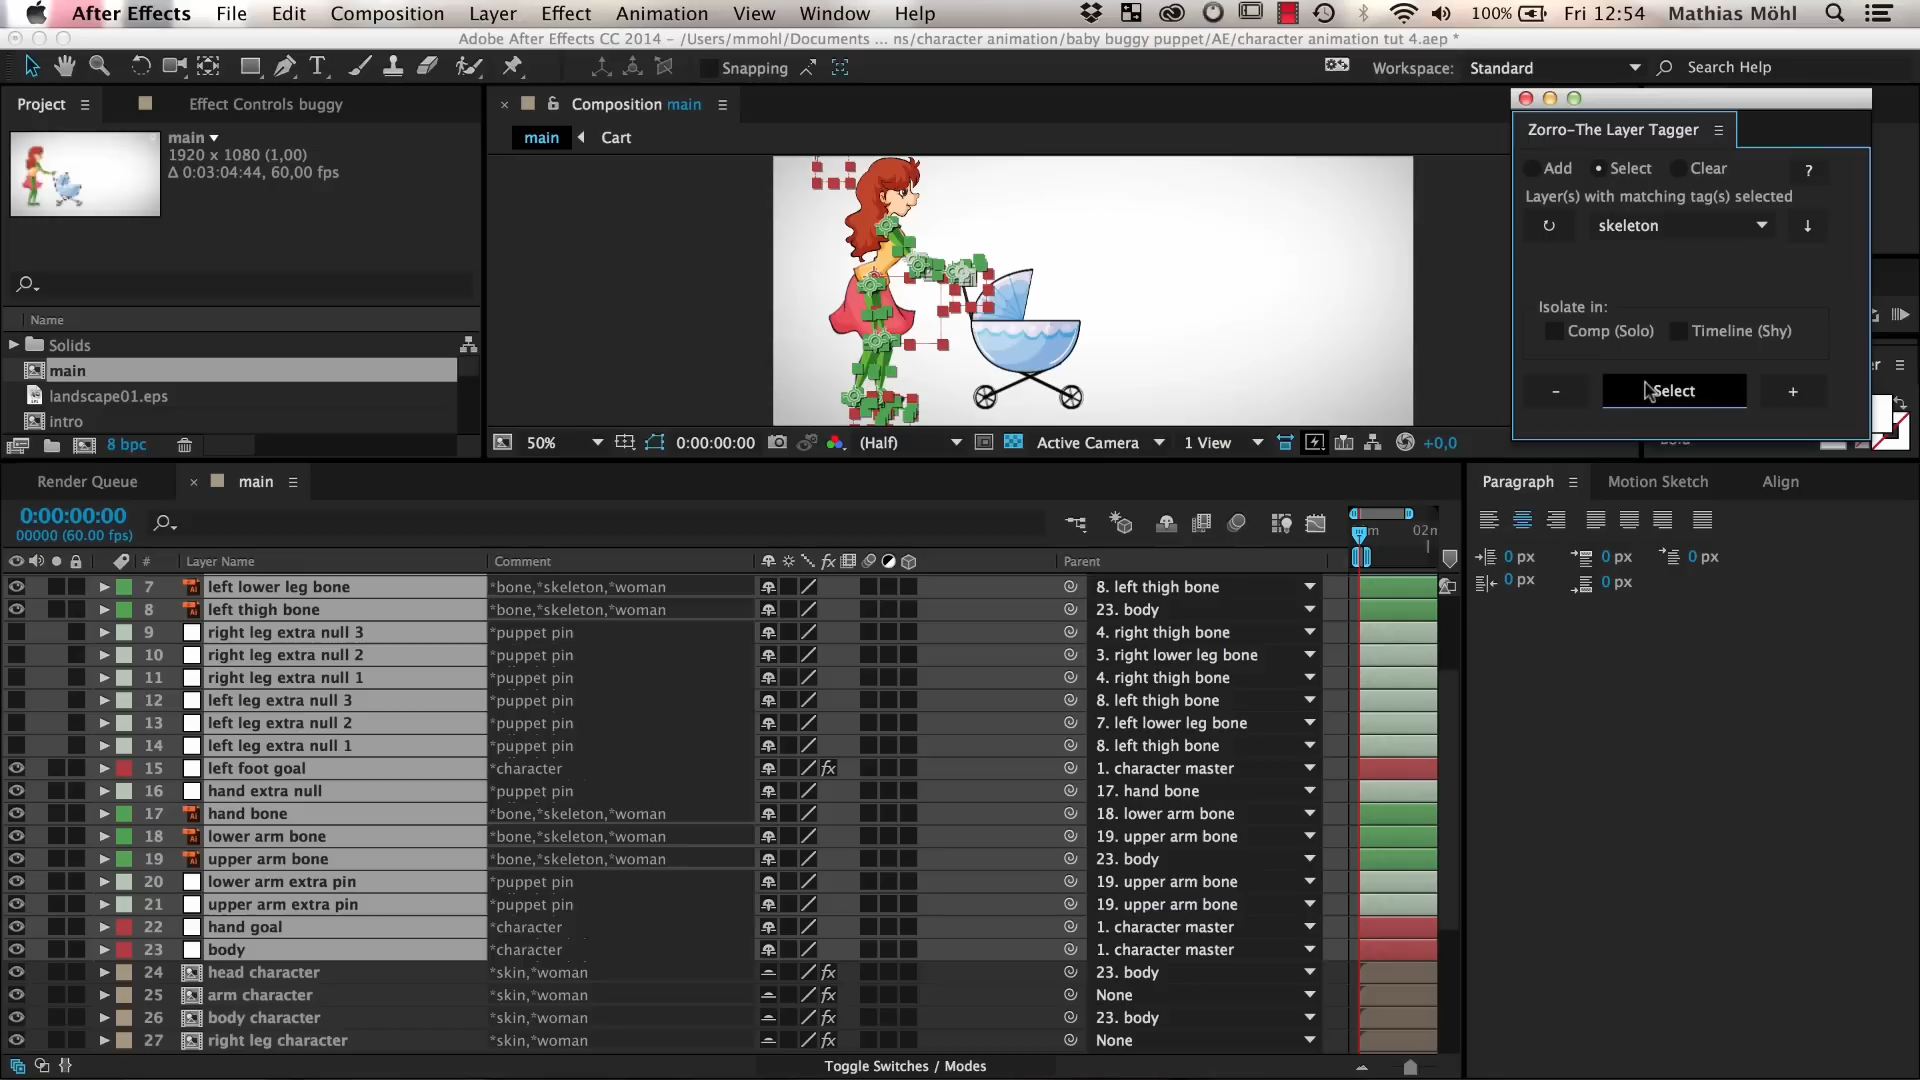 After Effects File Edit Composition Layer Effect Animation View Window Help 100% Fri 12:54 Mathias Möhl
Adobe After Effects CC 2014 - /Users/mmohl/Documents ... ns/character animation/baby buggy puppet/AE/character animation tut 4.aep *
Snapping Workspace: Standard Search Help
Project Effect Controls buggy Composition main
main Cart
main
1920 x 1080 (1,00)
Δ 0:03:04:44, 60,00 fps
Name
Solids
main
landscape01.eps
intro
8 bpc
50% 0:00:00:00 (Half) Active Camera 1 View +0,0
Zorro-The Layer Tagger
Add Select Clear ?
Layer(s) with matching tag(s) selected
skeleton
Isolate in:
Comp (Solo) Timeline (Shy)
- Select +
Render Queue main
0:00:00:00
00000 (60.00 fps)
02m
# Layer Name Comment Parent
7 left lower leg bone *bone,*skeleton,*woman 8. left thigh bone
8 left thigh bone *bone,*skeleton,*woman 23. body
9 right leg extra null 3 *puppet pin 4. right thigh bone
10 right leg extra null 2 *puppet pin 3. right lower leg bone
11 right leg extra null 1 *puppet pin 4. right thigh bone
12 left leg extra null 3 *puppet pin 8. left thigh bone
13 left leg extra null 2 *puppet pin 7. left lower leg bone
14 left leg extra null 1 *puppet pin 8. left thigh bone
15 left foot goal *character fx 1. character master
16 hand extra null *puppet pin 17. hand bone
17 hand bone *bone,*skeleton,*woman 18. lower arm bone
18 lower arm bone *bone,*skeleton,*woman 19. upper arm bone
19 upper arm bone *bone,*skeleton,*woman 23. body
20 lower arm extra pin *puppet pin 19. upper arm bone
21 upper arm extra pin *puppet pin 19. upper arm bone
22 hand goal *character 1. character master
23 body *character 1. character master
24 head character *skin,*woman fx 23. body
25 arm character *skin,*woman fx None
26 body character *skin,*woman fx 23. body
27 right leg character *skin,*woman fx None
Toggle Switches / Modes
Paragraph Motion Sketch Align
0 px 0 px 0 px
0 px 0 px